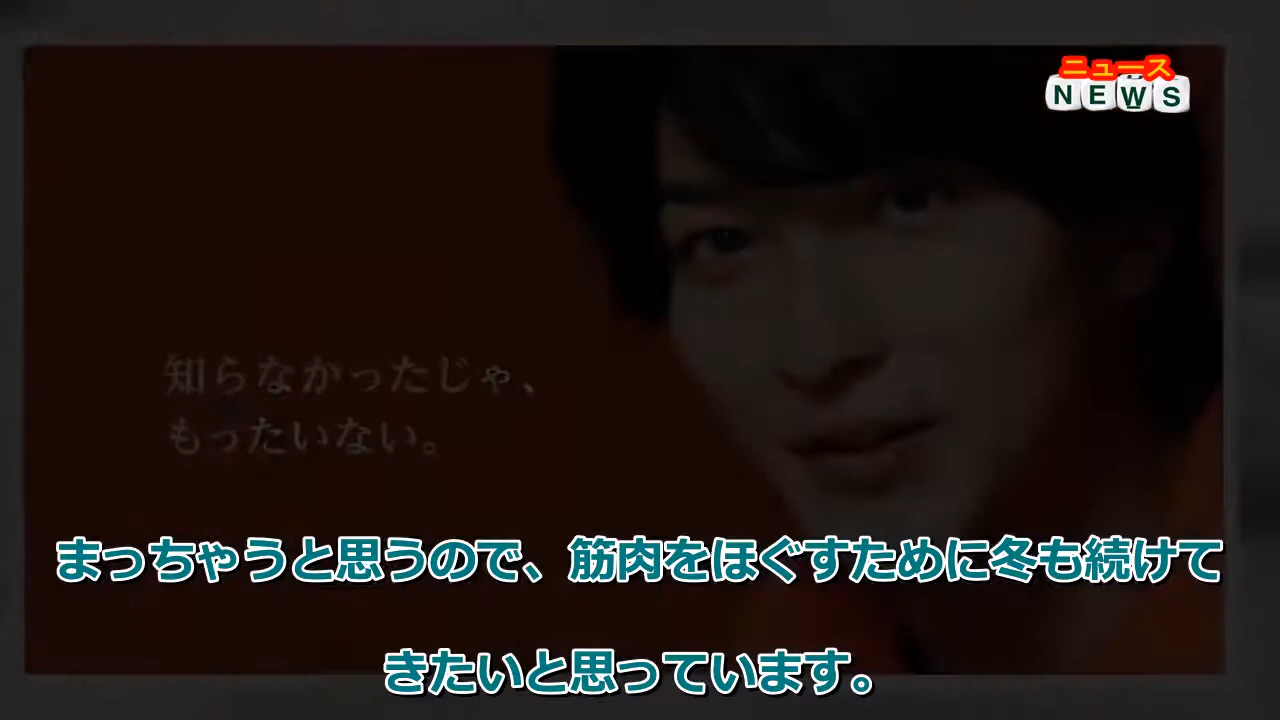 ニュース
NEWS
知らなかったじゃ、
もったいない。
まっちゃうと思うので、筋肉をほぐすために冬も続けて
きたいと思っています。